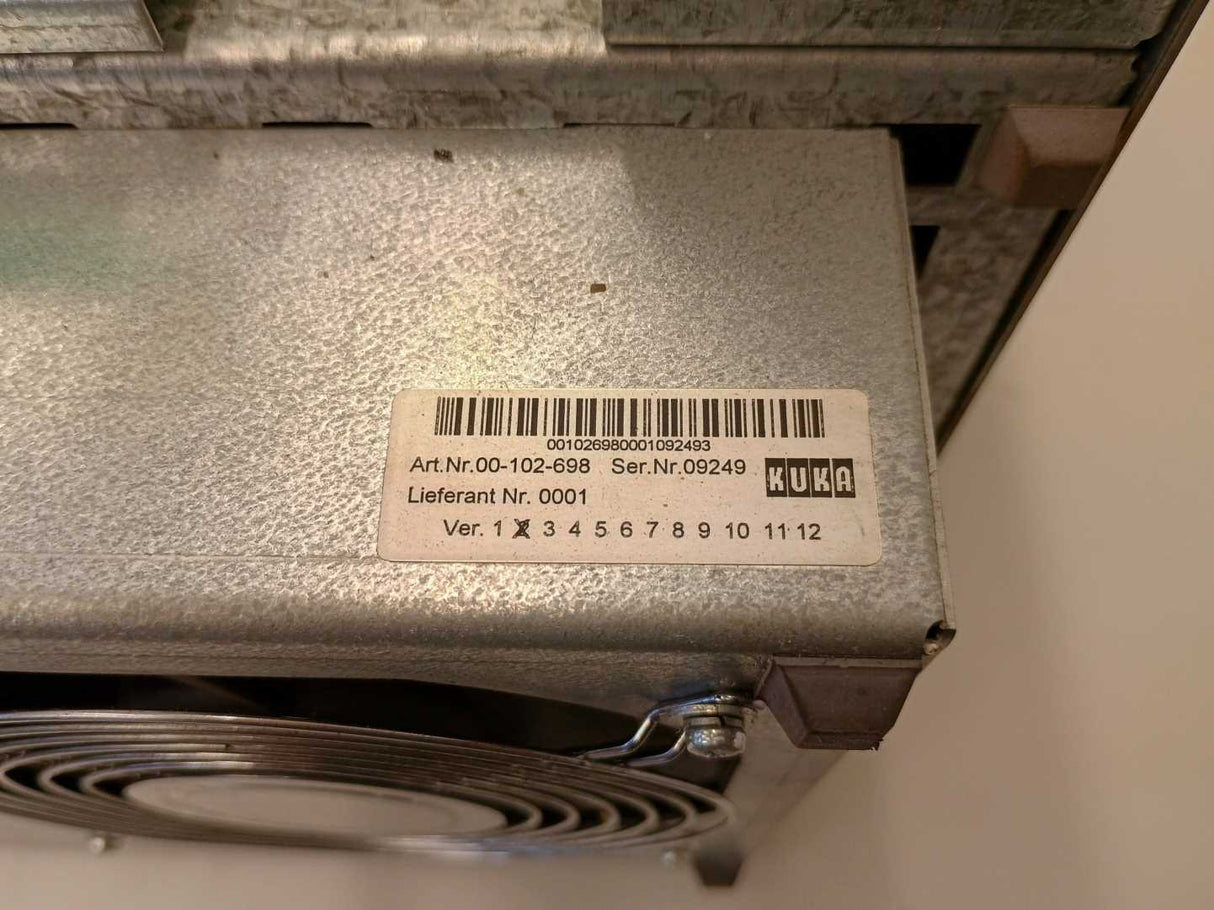 001026980001092493
Art.Nr.00-102-698 Ser.Nr.09249 KUKA
Lieferant Nr. 0001
Ver. 1 2 3 4 5 6 7 8 9 10 11 12